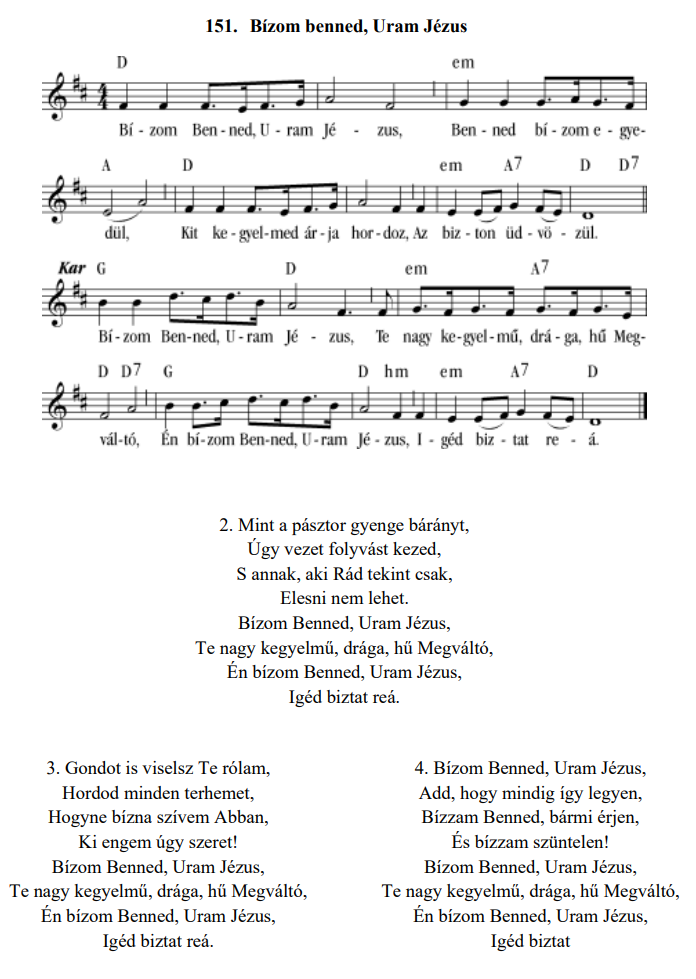 151. Bízom benned, Uram Jézus
D em
Bí - zom Ben - ned, U - ram Jé - zus, Ben - ned bí - zom e - gye-
A D em A7 D D7
dül, Kit ke - gyel - med ár - ja hor - doz, Az biz - ton üd - vö - zül.
Kar G D em A7
Bí - zom Ben - ned, U - ram Jé - zus, Te nagy ke - gyel - mű, drá - ga, hű Meg-
D D7 G D hm em A7 D
vál - tó, Én bí - zom Ben - ned, U - ram Jé - zus, I - géd biz - tat re - á.
2. Mint a pásztor gyenge bárányt,
Úgy vezet folyvást kezed,
S annak, aki Rád tekint csak,
Elesni nem lehet.
Bízom Benned, Uram Jézus,
Te nagy kegyelmű, drága, hű Megváltó,
Én bízom Benned, Uram Jézus,
Igéd biztat reá.
3. Gondot is viselsz Te rólam,
Hordod minden terhemet,
Hogyne bízna szívem Abban,
Ki engem úgy szeret!
Bízom Benned, Uram Jézus,
Te nagy kegyelmű, drága, hű Megváltó,
Én bízom Benned, Uram Jézus,
Igéd biztat reá.
4. Bízom Benned, Uram Jézus,
Add, hogy mindig így legyen,
Bízzam Benned, bármi érjen,
És bízzam szüntelen!
Bízom Benned, Uram Jézus,
Te nagy kegyelmű, drága, hű Megváltó,
Én bízom Benned, Uram Jézus,
Igéd biztat